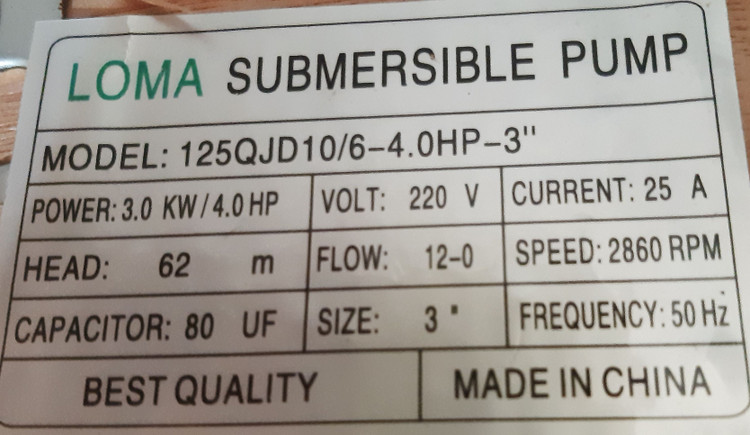 LOMA SUBMERSIBLE PUMP
MODEL: 125QJD10/6-4.0HP-3"
POWER: 3.0 KW/4.0HP VOLT: 220 V CURRENT: 25 A
HEAD: 62 m FLOW: 12-0 SPEED: 2860 RPM
CAPACITOR: 80 UF SIZE: 3 " FREQUENCY: 50 Hz
BEST QUALITY MADE IN CHINA